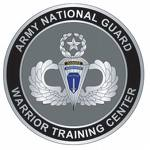 ARMY NATIONAL GUARD
WARRIOR TRAINING CENTER